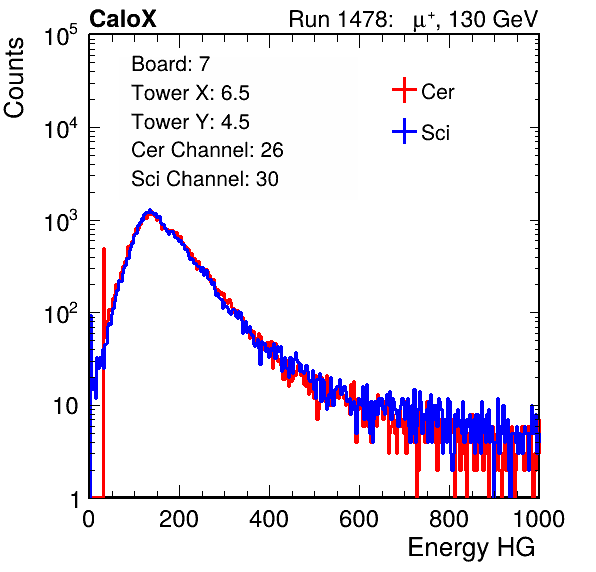 CaloX Run 1478: μ⁺, 130 GeV
Counts
10⁵
10⁴
10³
10²
10
1
Board: 7
Tower X: 6.5
Tower Y: 4.5
Cer Channel: 26
Sci Channel: 30
Cer
Sci
0 200 400 600 800 1000
Energy HG